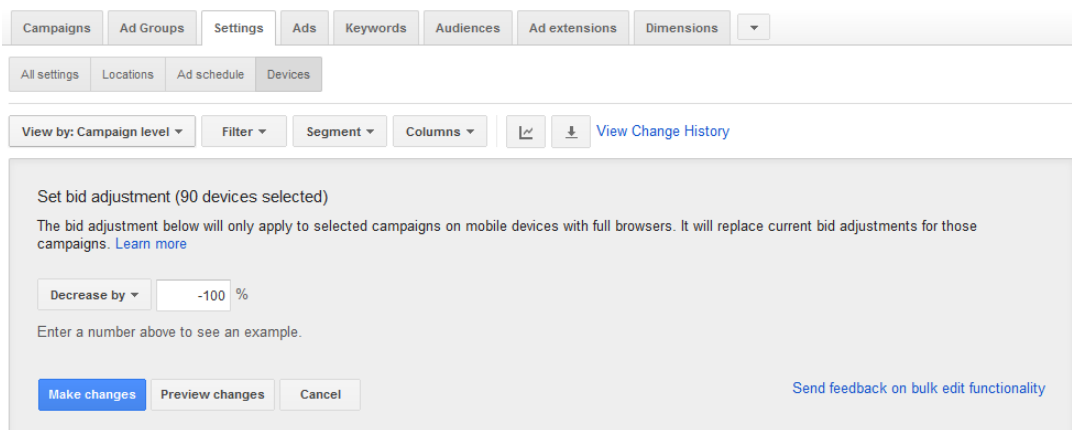 Campaigns Ad Groups Settings Ads Keywords Audiences Ad extensions Dimensions
All settings Locations Ad schedule Devices
View by: Campaign level Filter Segment Columns View Change History
Set bid adjustment (90 devices selected)
The bid adjustment below will only apply to selected campaigns on mobile devices with full browsers. It will replace current bid adjustments for those
campaigns. Learn more
Decrease by -100 %
Enter a number above to see an example.
Make changes Preview changes Cancel Send feedback on bulk edit functionality